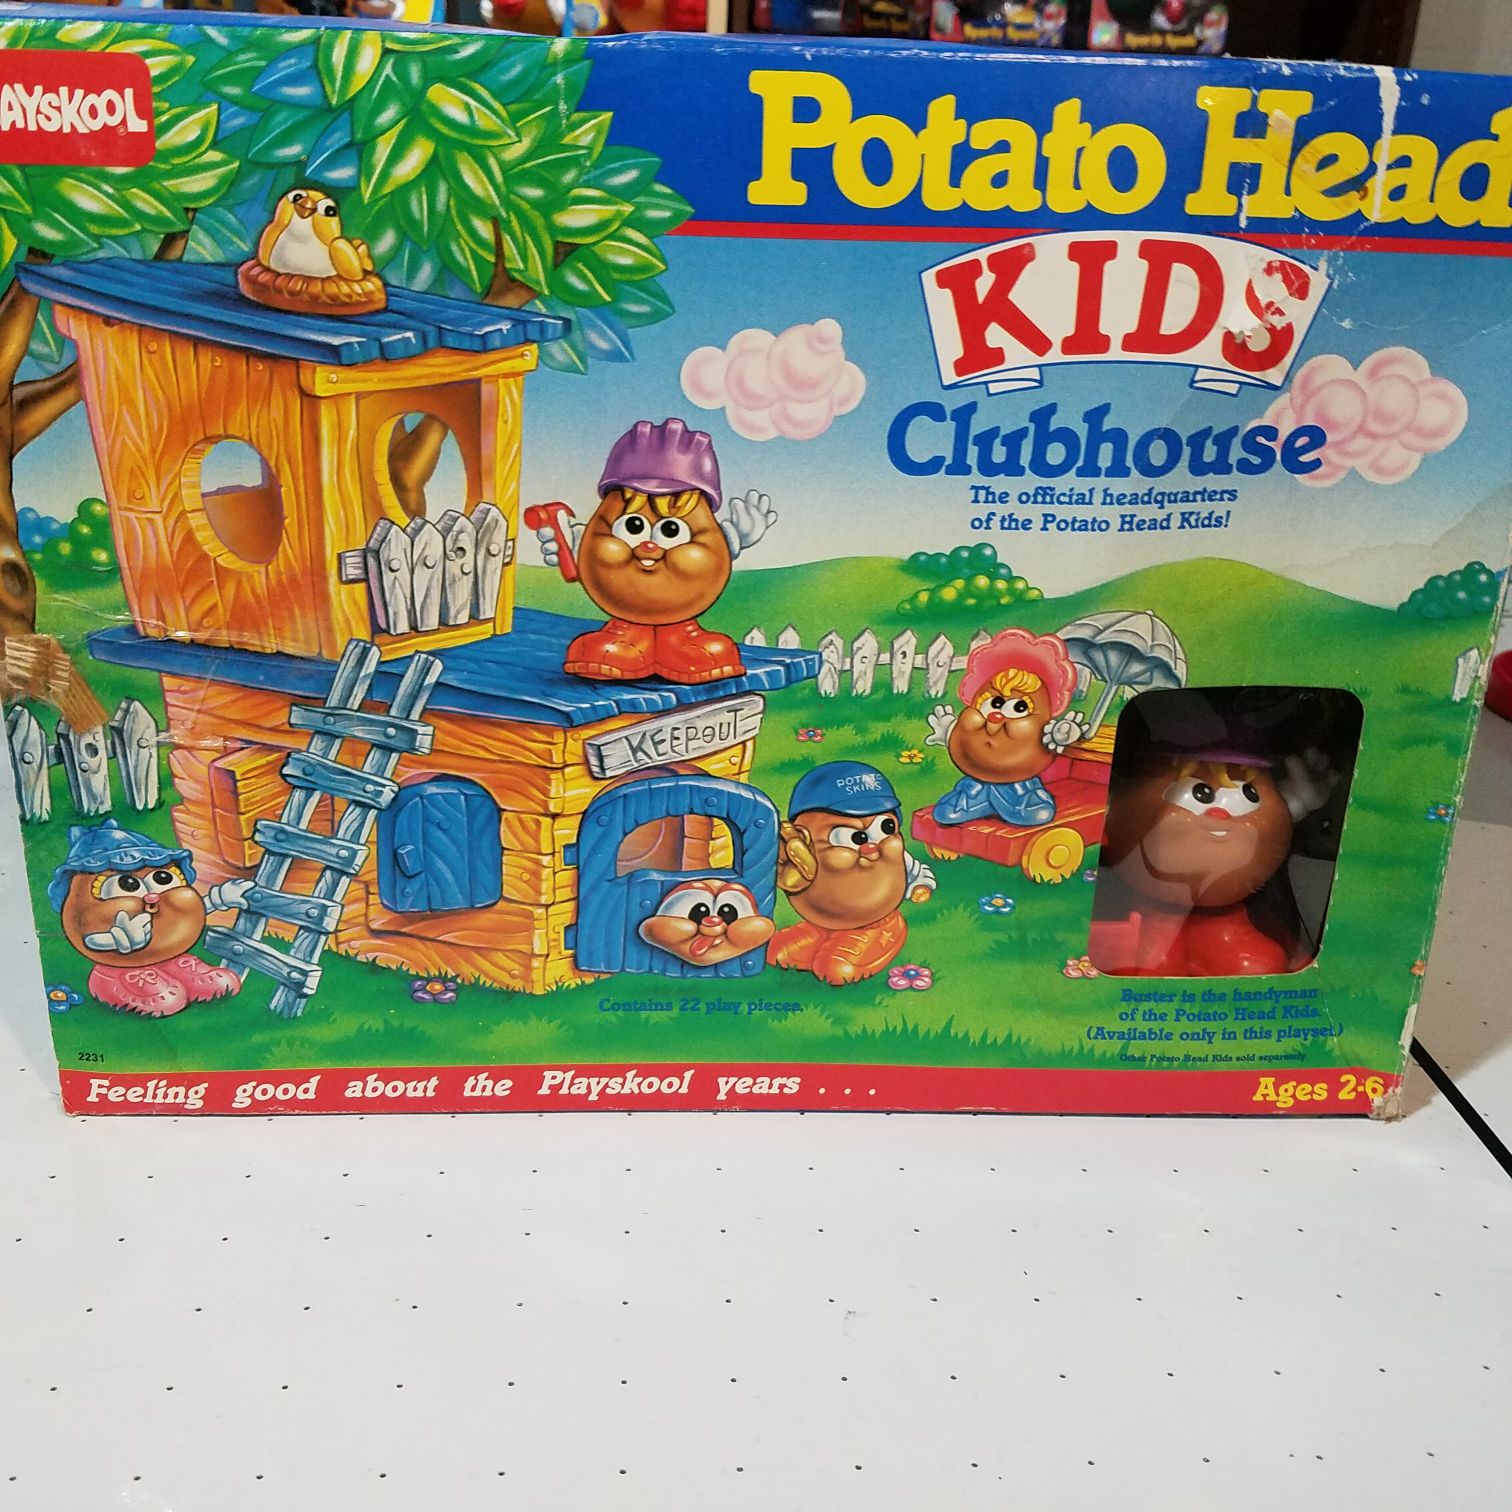 AYSKOOL
Potato Head
KIDS
Clubhouse
The official headquarters
of the Potato Head Kids!
KEEP OUT
POTATO
SKINS
Contains 22 play pieces.
Buster is the handyman
of the Potato Head Kids.
(Available only in this playset.)
Other Potato Head Kids sold separately.
2231
Feeling good about the Playskool years . . .
Ages 2-6